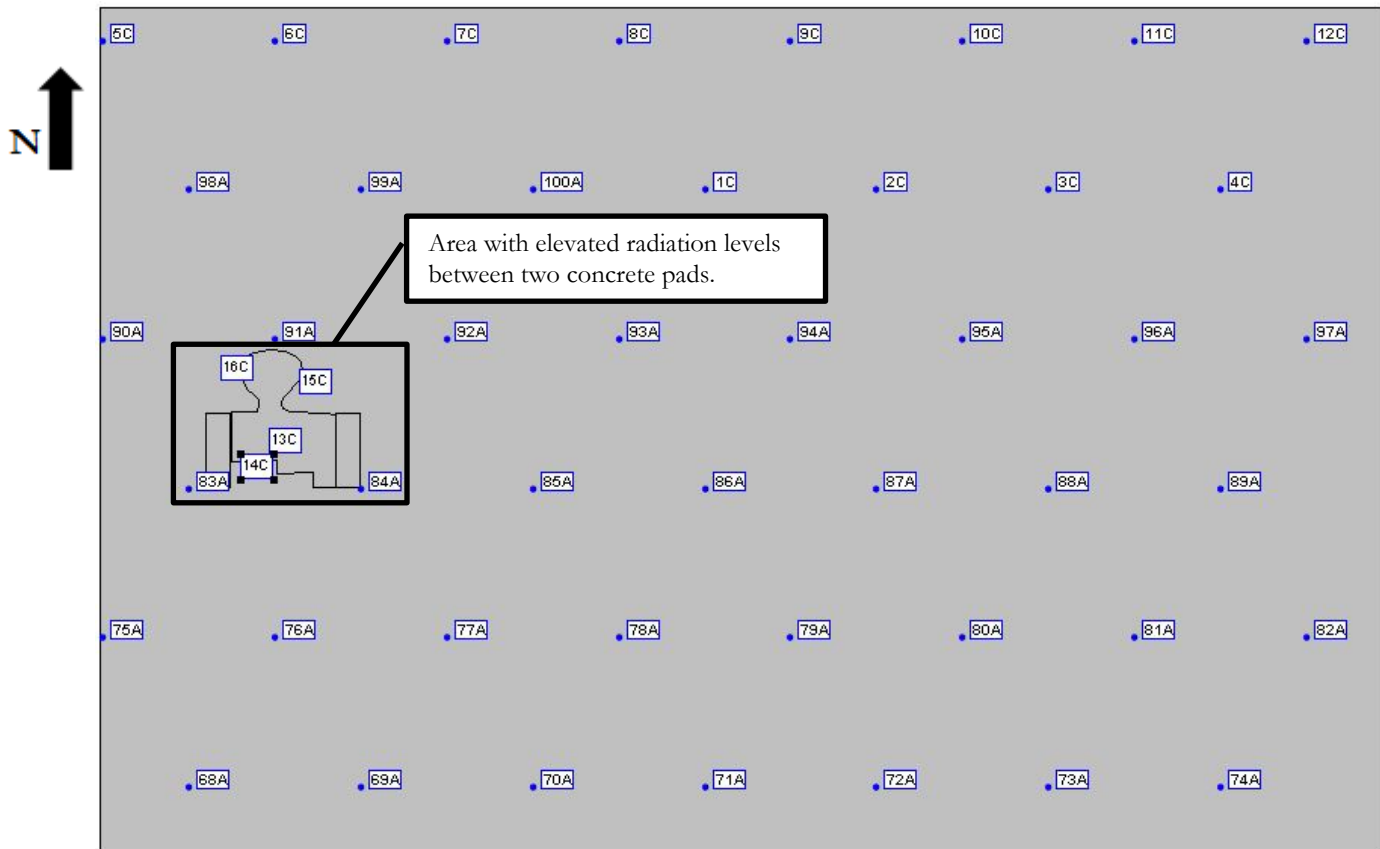 5C 6C 7C 8C 9C 10C 11C 12C
N
98A 99A 100A 1C 2C 3C 4C
Area with elevated radiation levels
between two concrete pads.
90A 91A 92A 93A 94A 95A 96A 97A
16C
15C
13C
14C
83A 84A 85A 86A 87A 88A 89A
75A 76A 77A 78A 79A 80A 81A 82A
68A 69A 70A 71A 72A 73A 74A